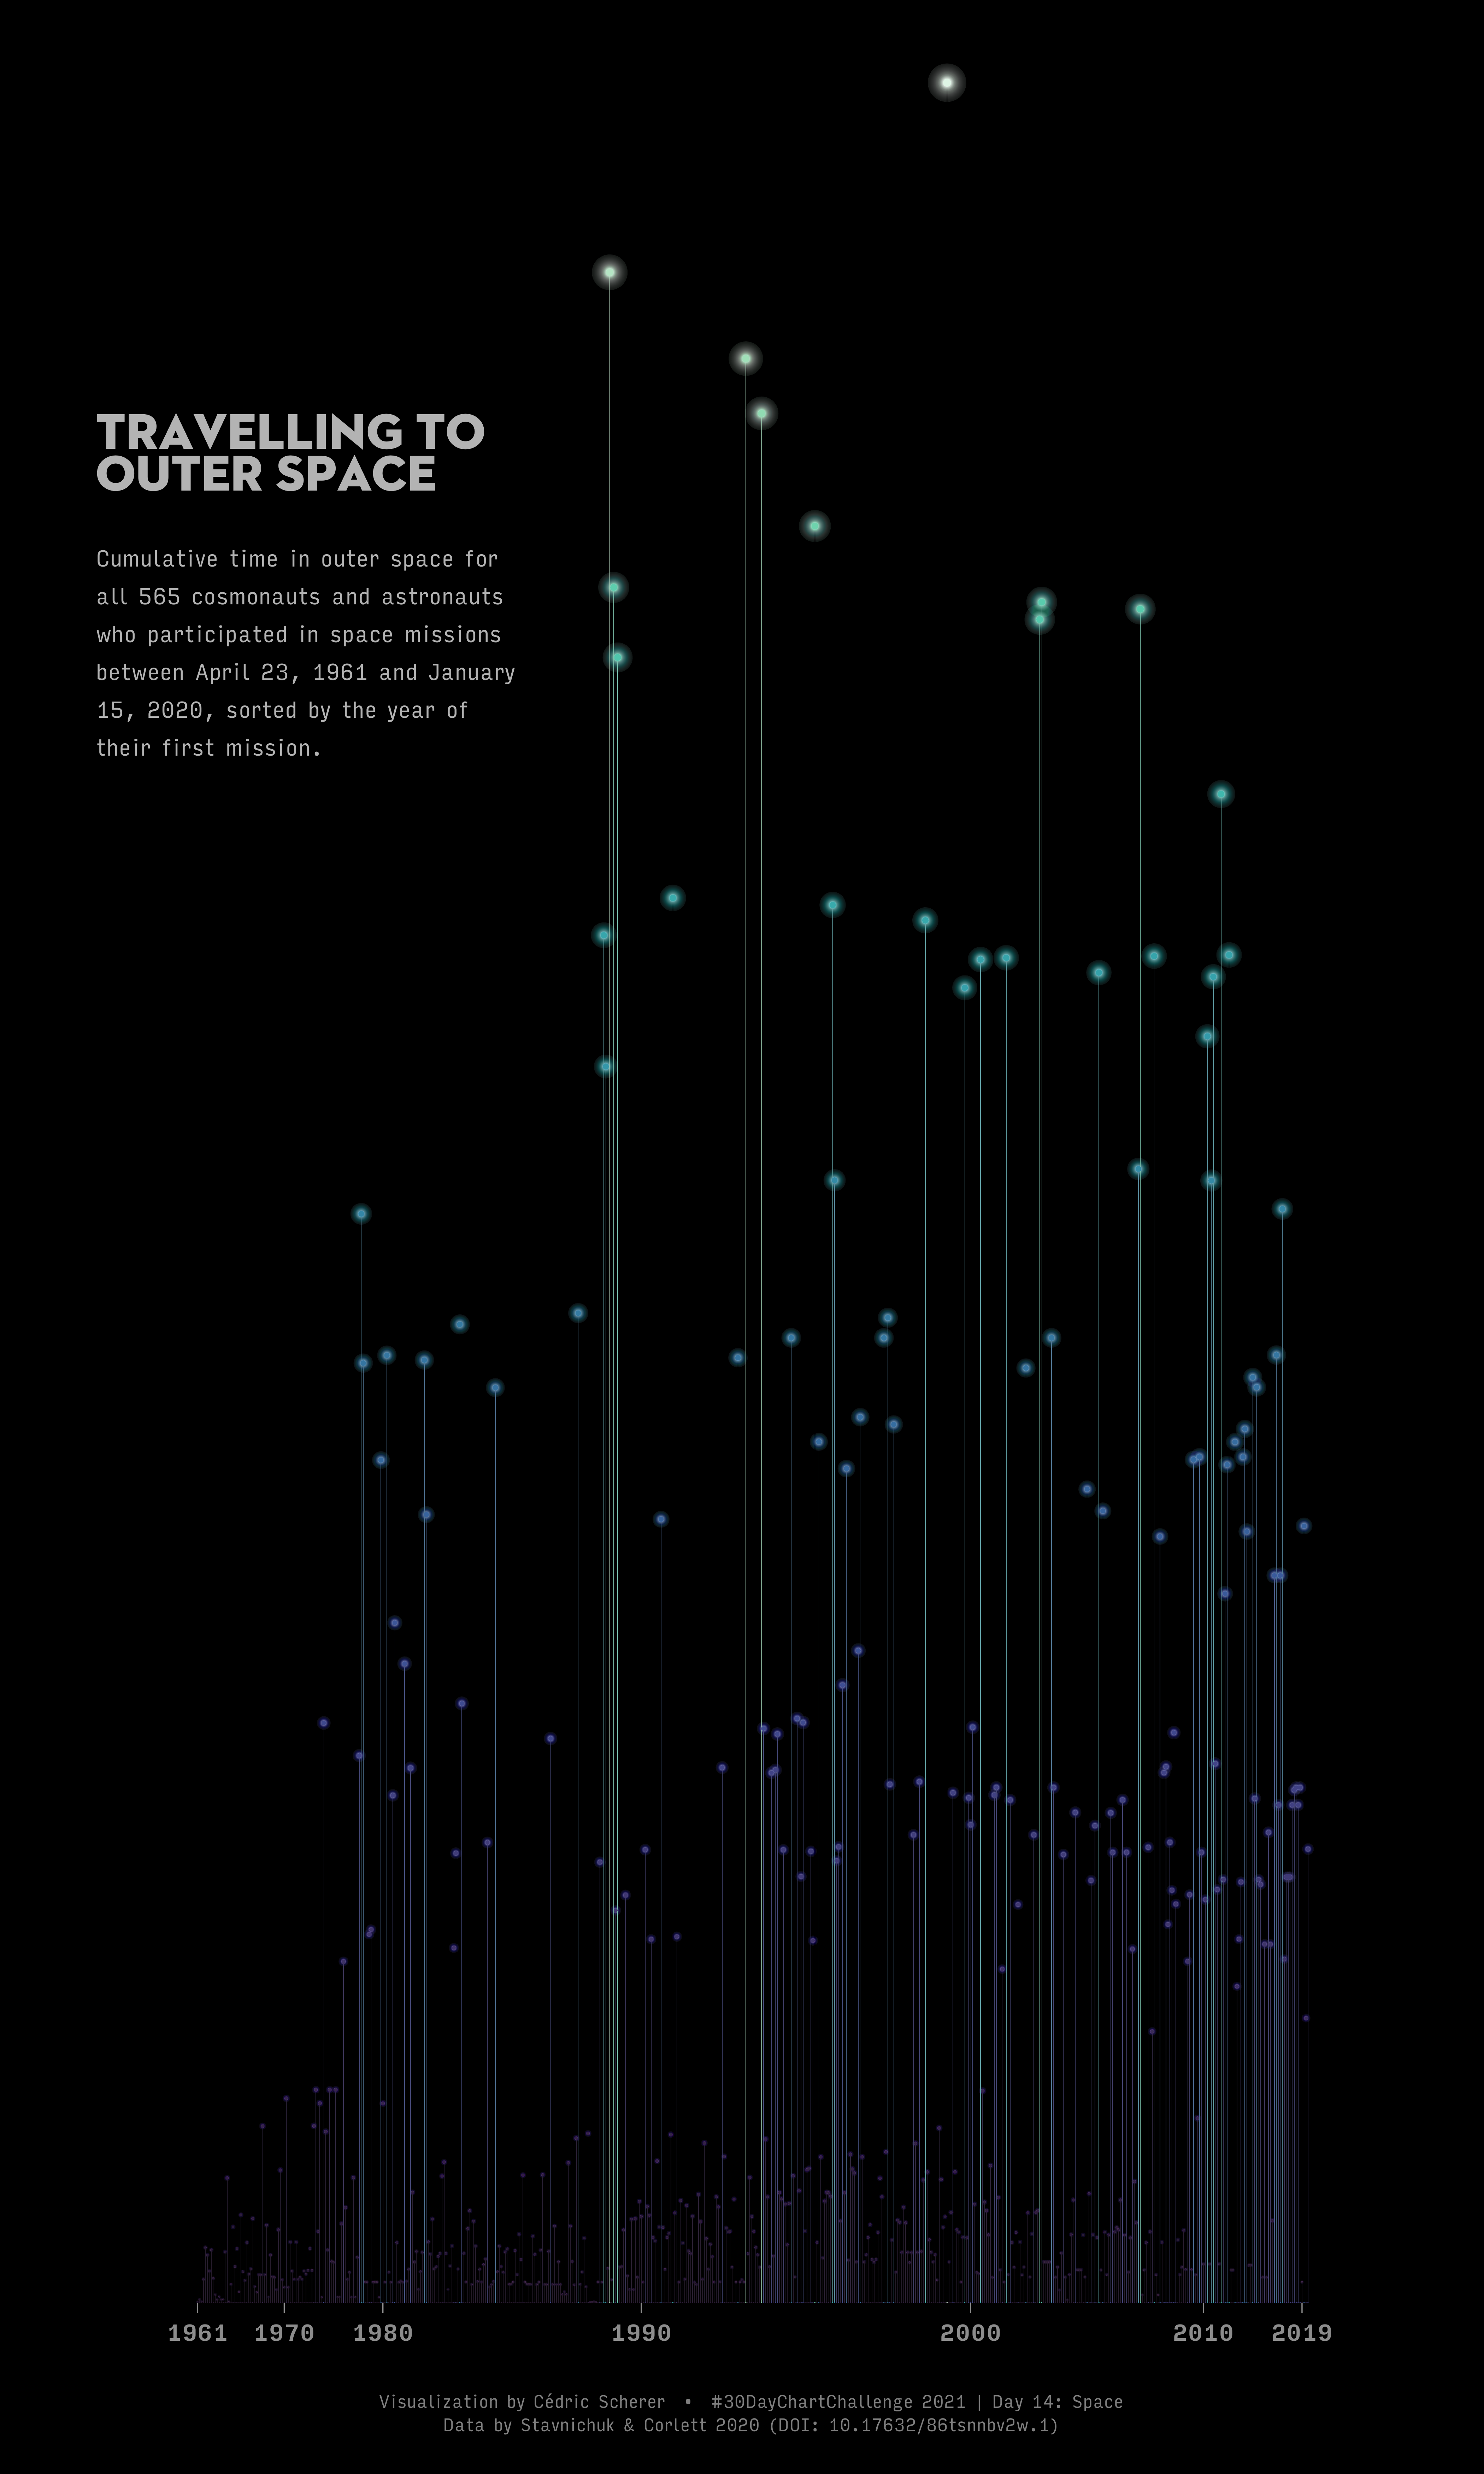 TRAVELLING TO
OUTER SPACE
Cumulative time in outer space for
all 565 cosmonauts and astronauts
who participated in space missions
between April 23, 1961 and January
15, 2020, sorted by the year of
their first mission.
1961 1970 1980 1990 2000 2010 2019
Visualization by Cédric Scherer • #30DayChartChallenge 2021 | Day 14: Space
Data by Stavnichuk & Corlett 2020 (DOI: 10.17632/86tsnnbv2w.1)